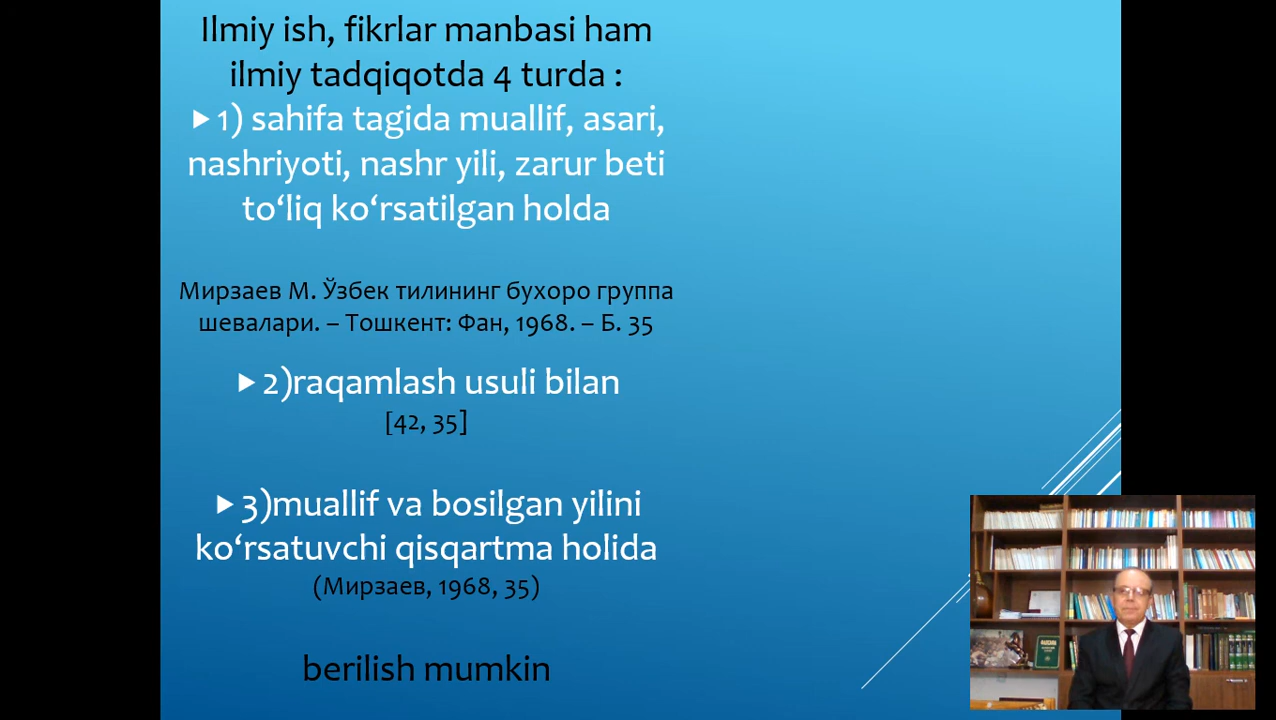 Ilmiy ish, fikrlar manbasi ham
ilmiy tadqiqotda 4 turda :
1) sahifa tagida muallif, asari,
nashriyoti, nashr yili, zarur beti
to‘liq ko‘rsatilgan holda
Мирзаев М. Ўзбек тилининг бухоро группа
шевалари. – Тошкент: Фан, 1968. – Б. 35
2)raqamlash usuli bilan
[42, 35]
3)muallif va bosilgan yilini
ko‘rsatuvchi qisqartma holida
(Мирзаев, 1968, 35)
berilish mumkin